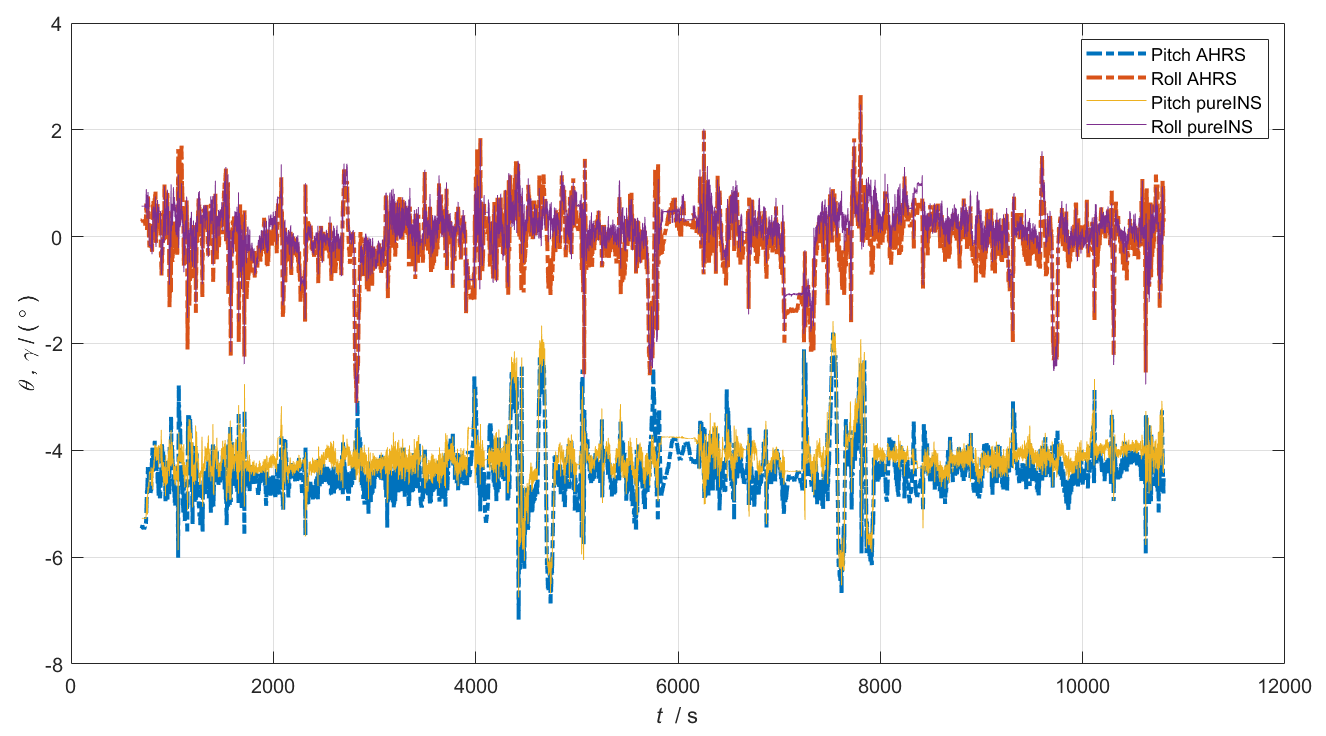 4
2
0
-2
-4
-6
-8
θ , γ / ( ° )
0 2000 4000 6000 8000 10000 12000
t / s
Pitch AHRS
Roll AHRS
Pitch pureINS
Roll pureINS